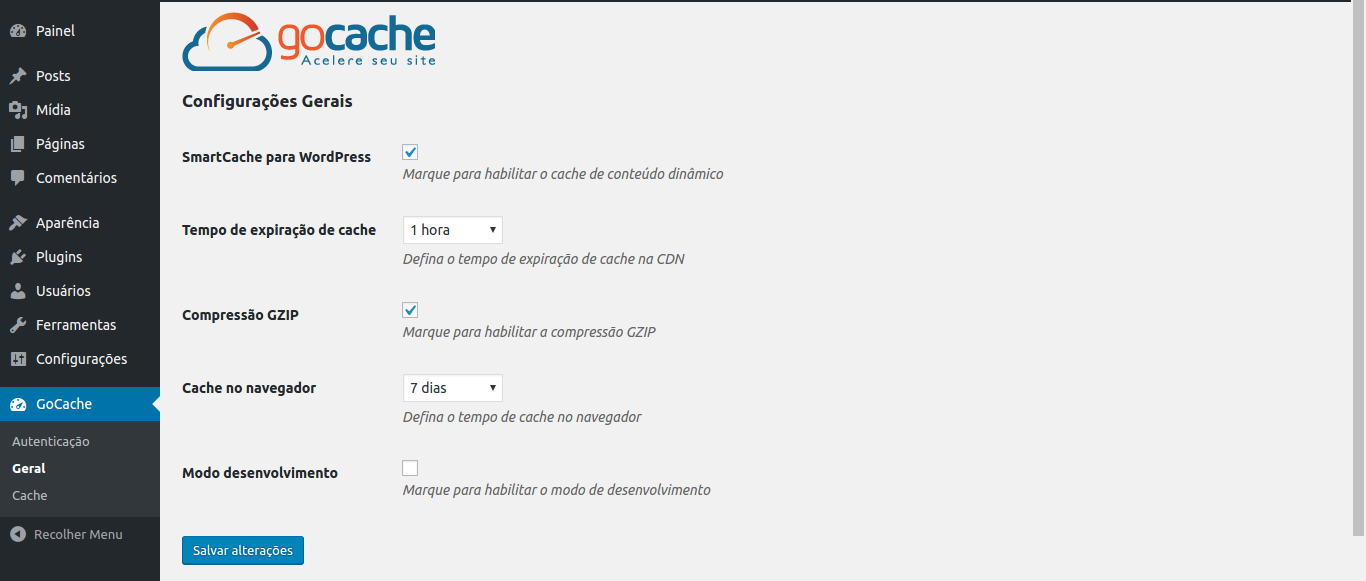 Painel
Posts
Mídia
Páginas
Comentários
Aparência
Plugins
Usuários
Ferramentas
Configurações
GoCache
Autenticação
Geral
Cache
Recolher Menu
gocache
Acelere seu site
Configurações Gerais
SmartCache para WordPress
Marque para habilitar o cache de conteúdo dinâmico
Tempo de expiração de cache
1 hora
Defina o tempo de expiração de cache na CDN
Compressão GZIP
Marque para habilitar a compressão GZIP
Cache no navegador
7 dias
Defina o tempo de cache no navegador
Modo desenvolvimento
Marque para habilitar o modo de desenvolvimento
Salvar alterações